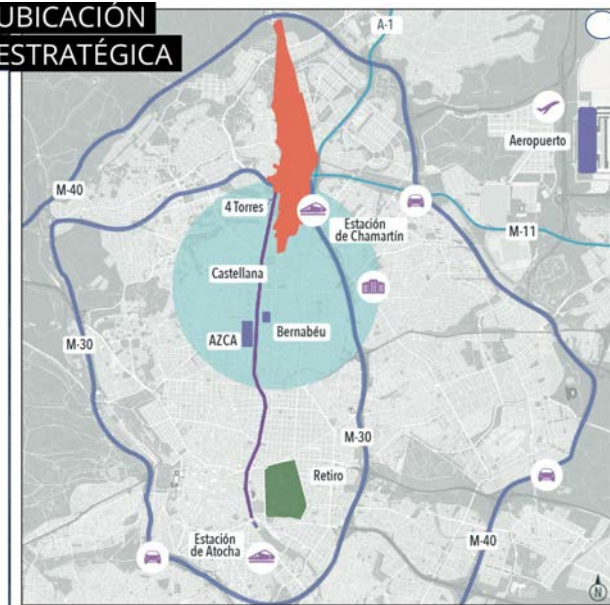 UBICACIÓN
ESTRATÉGICA
A-1
Aeropuerto
M-40
4 Torres
Estación
de Chamartín
M-11
Castellana
AZCA
Bernabéu
M-30
M-30
Retiro
Estación
de Atocha
M-40
N